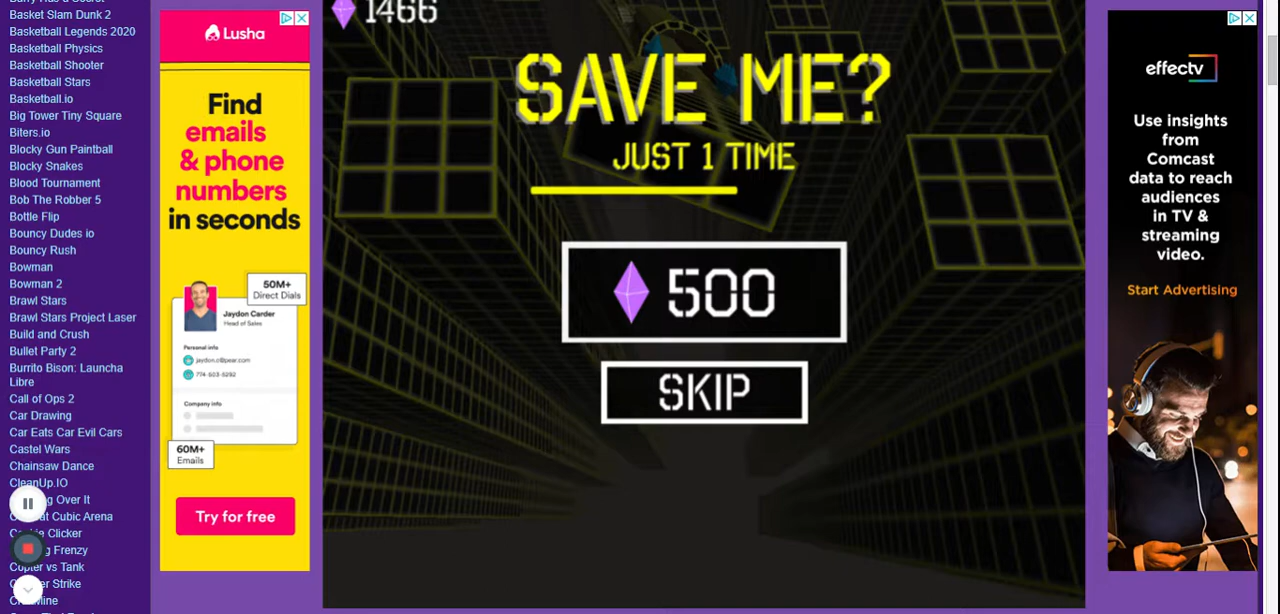 Basket Slam Dunk 2
Basketball Legends 2020
Basketball Physics
Basketball Shooter
Basketball Stars
Basketball.io
Big Tower Tiny Square
Biters.io
Blocky Gun Paintball
Blocky Snakes
Blood Tournament
Bob The Robber 5
Bottle Flip
Bouncy Dudes io
Bouncy Rush
Bowman
Bowman 2
Brawl Stars
Brawl Stars Project Laser
Build and Crush
Bullet Party 2
Burrito Bison: Launcha
Libre
Call of Ops 2
Car Drawing
Car Eats Car Evil Cars
Castel Wars
Chainsaw Dance
CleanUp.IO
Over It
Cubic Arena
Clicker
Frenzy
Copter vs Tank
Strike
Lusha
Find
emails
& phone
numbers
in seconds
50M+
Direct Dials
Jaydon Carder
Head of Sales
Personal info
jaydon.c@pear.com
774-503-5292
Company info
60M+
Emails
Try for free
1466
SAVE ME?
JUST 1 TIME
500
SKIP
effectv
Use insights
from
Comcast
data to reach
audiences
in TV &
streaming
video.
Start Advertising